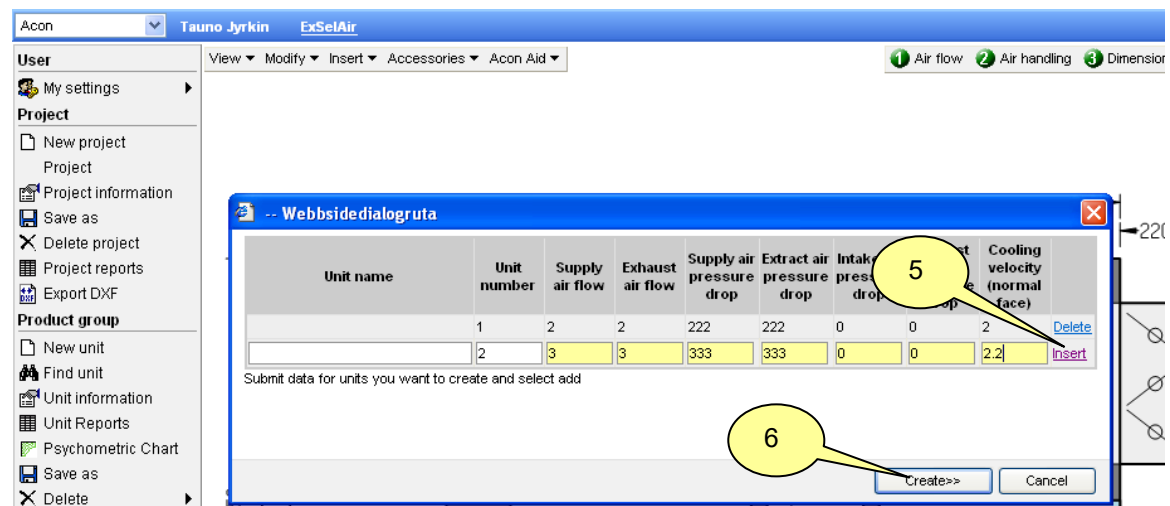 Acon Tauno Jyrkin ExSelAir
User
My settings
Project
New project
Project
Project information
Save as
Delete project
Project reports
Export DXF
Product group
New unit
Find unit
Unit information
Unit Reports
Psychometric Chart
Save as
Delete
View Modify Insert Accessories Acon Aid
1 Air flow 2 Air handling 3 Dimension
220
-- Webbsidedialogruta
Unit name
Unit number
Supply air flow
Exhaust air flow
Supply air pressure drop
Extract air pressure drop
Cooling velocity (normal face)
5
1 2 2 222 222 0 0 2 Delete
2 3 3 333 333 0 0 2.2 Insert
Submit data for units you want to create and select add
6
Create>> Cancel